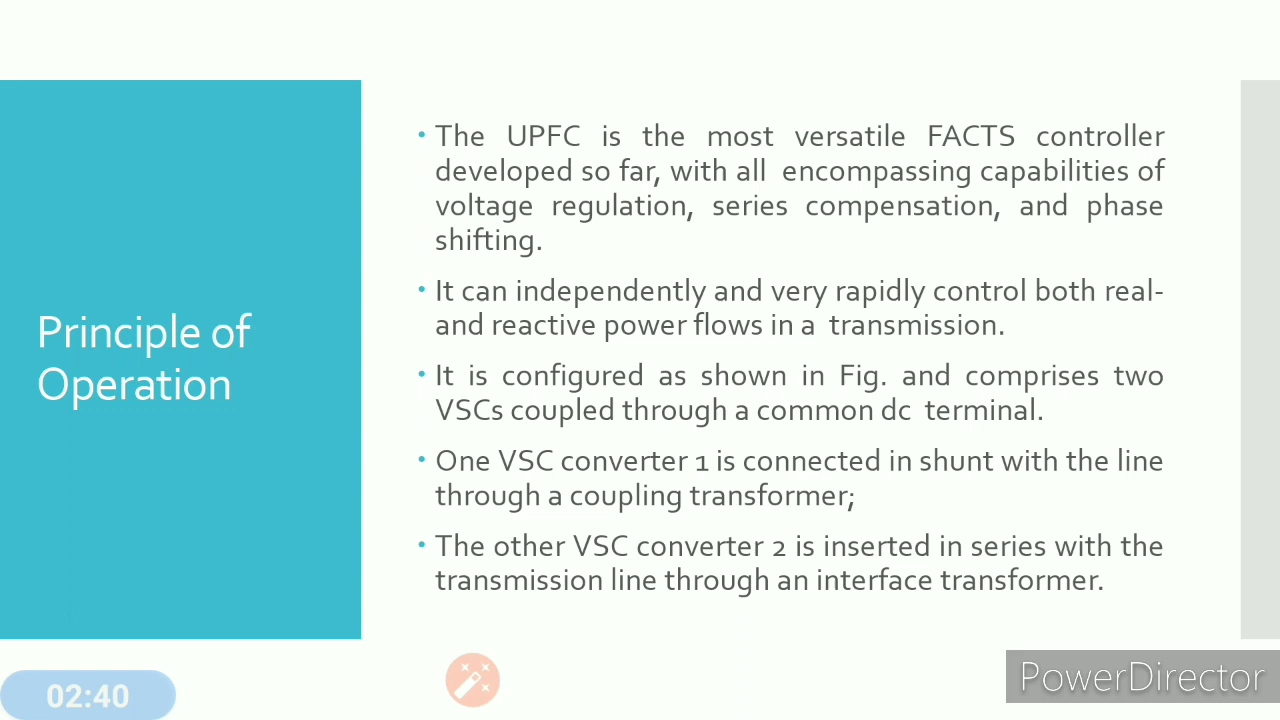 Principle of
Operation
• The UPFC is the most versatile FACTS controller
developed so far, with all encompassing capabilities of
voltage regulation, series compensation, and phase
shifting.
• It can independently and very rapidly control both real-
and reactive power flows in a transmission.
• It is configured as shown in Fig. and comprises two
VSCs coupled through a common dc terminal.
• One VSC converter 1 is connected in shunt with the line
through a coupling transformer;
• The other VSC converter 2 is inserted in series with the
transmission line through an interface transformer.
02:40
PowerDirector